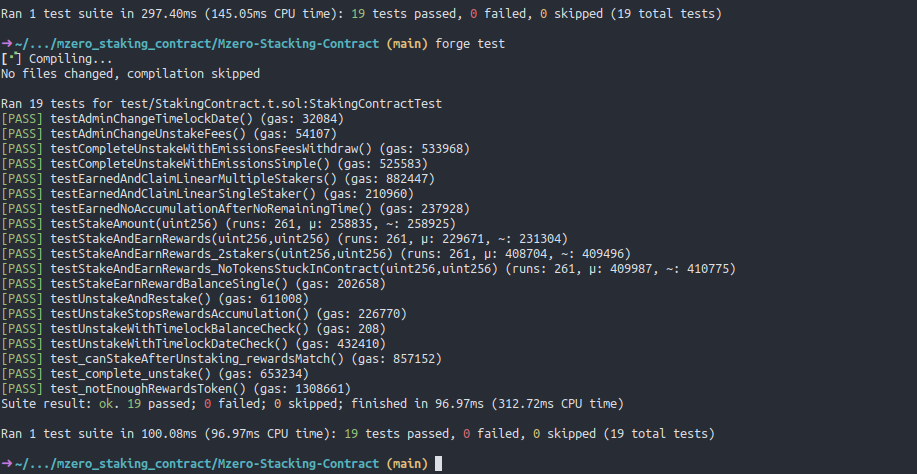 Ran 1 test suite in 297.40ms (145.05ms CPU time): 19 tests passed, 0 failed, 0 skipped (19 total tests)
➜ ~/.../mzero_staking_contract/Mzero-Stacking-Contract (main) forge test
[⠊] Compiling...
No files changed, compilation skipped
Ran 19 tests for test/StakingContract.t.sol:StakingContractTest
[PASS] testAdminChangeTimelockDate() (gas: 32084)
[PASS] testAdminChangeUnstakeFees() (gas: 54107)
[PASS] testCompleteUnstakeWithEmissionsFeesWithdraw() (gas: 533968)
[PASS] testCompleteUnstakeWithEmissionsSimple() (gas: 525583)
[PASS] testEarnedAndClaimLinearMultipleStakers() (gas: 882447)
[PASS] testEarnedAndClaimLinearSingleStaker() (gas: 210960)
[PASS] testEarnedNoAccumulationAfterNoRemainingTime() (gas: 237928)
[PASS] testStakeAmount(uint256) (runs: 261, μ: 258835, ~: 258925)
[PASS] testStakeAndEarnRewards(uint256,uint256) (runs: 261, μ: 229671, ~: 231304)
[PASS] testStakeAndEarnRewards_2stakers(uint256,uint256) (runs: 261, μ: 408704, ~: 409496)
[PASS] testStakeAndEarnRewards_NoTokensStuckInContract(uint256,uint256) (runs: 261, μ: 409987, ~: 410775)
[PASS] testStakeEarnRewardBalanceSingle() (gas: 202658)
[PASS] testUnstakeAndRestake() (gas: 611008)
[PASS] testUnstakeStopsRewardsAccumulation() (gas: 226770)
[PASS] testUnstakeWithTimelockBalanceCheck() (gas: 208)
[PASS] testUnstakeWithTimelockDateCheck() (gas: 432410)
[PASS] test_canStakeAfterUnstaking_rewardsMatch() (gas: 857152)
[PASS] test_complete_unstake() (gas: 653234)
[PASS] test_notEnoughRewardsToken() (gas: 1308661)
Suite result: ok. 19 passed; 0 failed; 0 skipped; finished in 96.97ms (312.72ms CPU time)
Ran 1 test suite in 100.08ms (96.97ms CPU time): 19 tests passed, 0 failed, 0 skipped (19 total tests)
➜ ~/.../mzero_staking_contract/Mzero-Stacking-Contract (main)